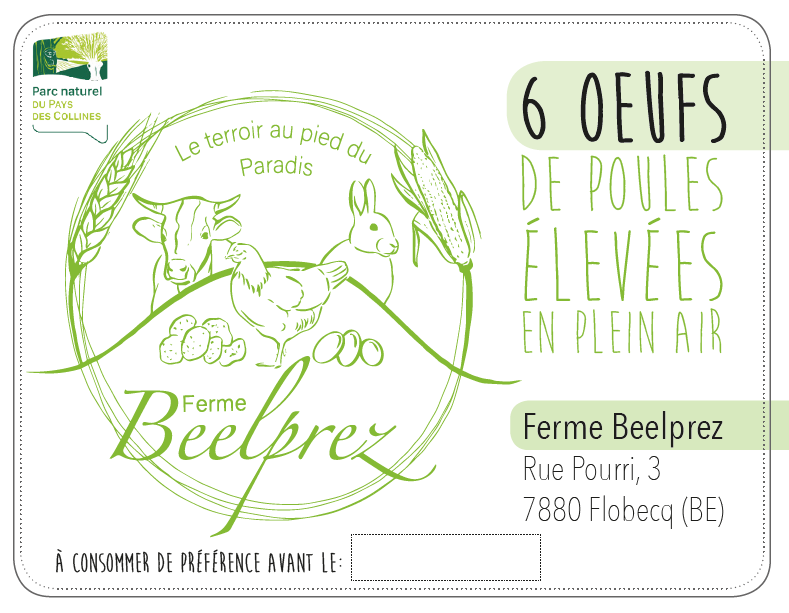 Parc naturel
DU PAYS
DES COLLINES
Le terroir au pied du
Paradis
Ferme
Beelprez
6 OEUFS
DE POULES
ÉLEVÉES
EN PLEIN AIR
Ferme Beelprez
Rue Pourri, 3
7880 Flobecq (BE)
À CONSOMMER DE PRÉFÉRENCE AVANT LE: